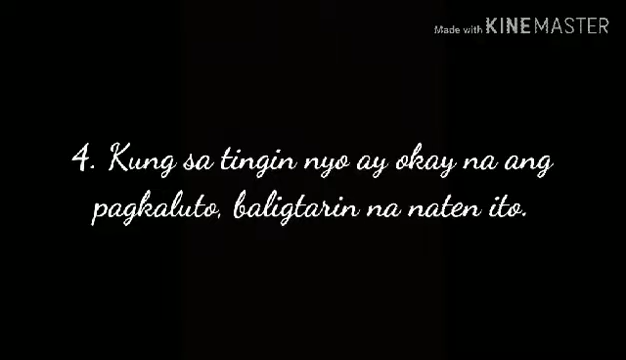 Made with KINEMASTER
4. Kung sa tingin nyo ay okay na ang
pagkaluto, baligtarin na naten ito.